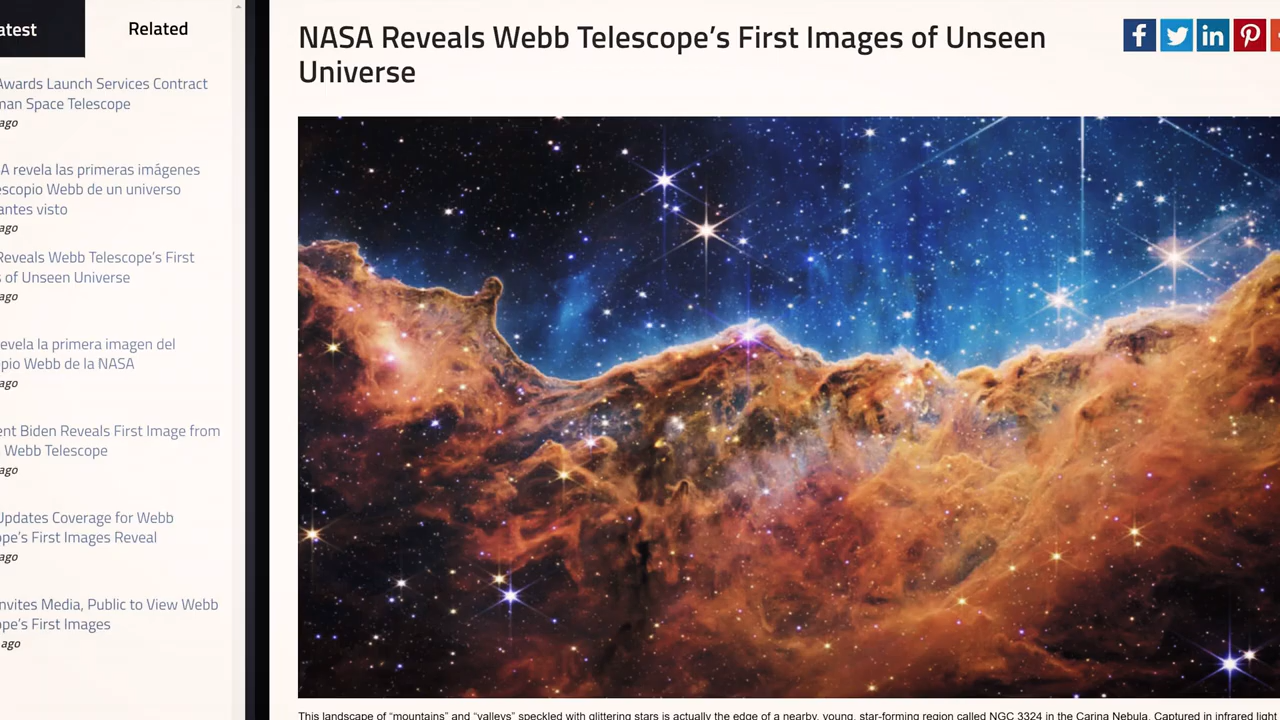 atest
Related
Awards Launch Services Contract
man Space Telescope
ago
A revela las primeras imágenes
escopio Webb de un universo
antes visto
ago
Reveals Webb Telescope's First
s of Unseen Universe
ago
evela la primera imagen del
pio Webb de la NASA
ago
ent Biden Reveals First Image from
Webb Telescope
ago
Updates Coverage for Webb
ope's First Images Reveal
ago
nvites Media, Public to View Webb
ope's First Images
ago
NASA Reveals Webb Telescope's First Images of Unseen
Universe
This landscape of "mountains" and "valleys" speckled with glittering stars is actually the edge of a nearby, young, star-forming region called NGC 3324 in the Carina Nebula. Captured in infrared light